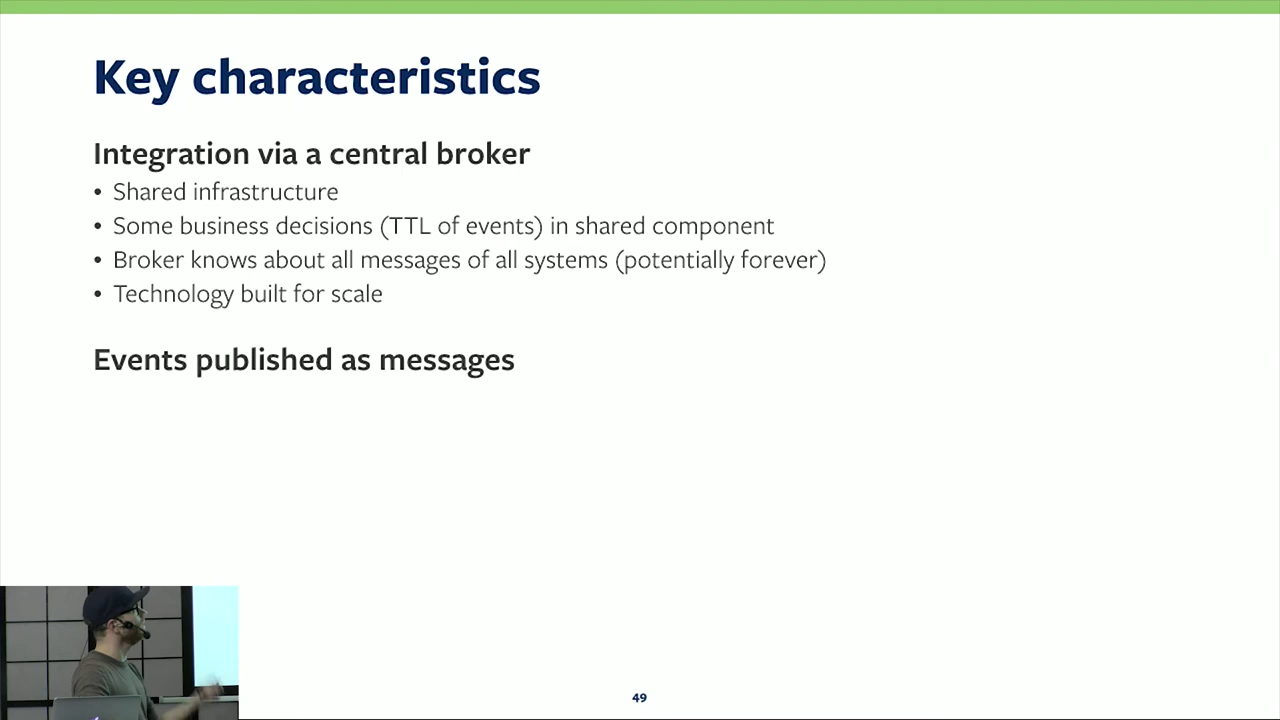 Key characteristics
Integration via a central broker
• Shared infrastructure
• Some business decisions (TTL of events) in shared component
• Broker knows about all messages of all systems (potentially forever)
• Technology built for scale
Events published as messages
49